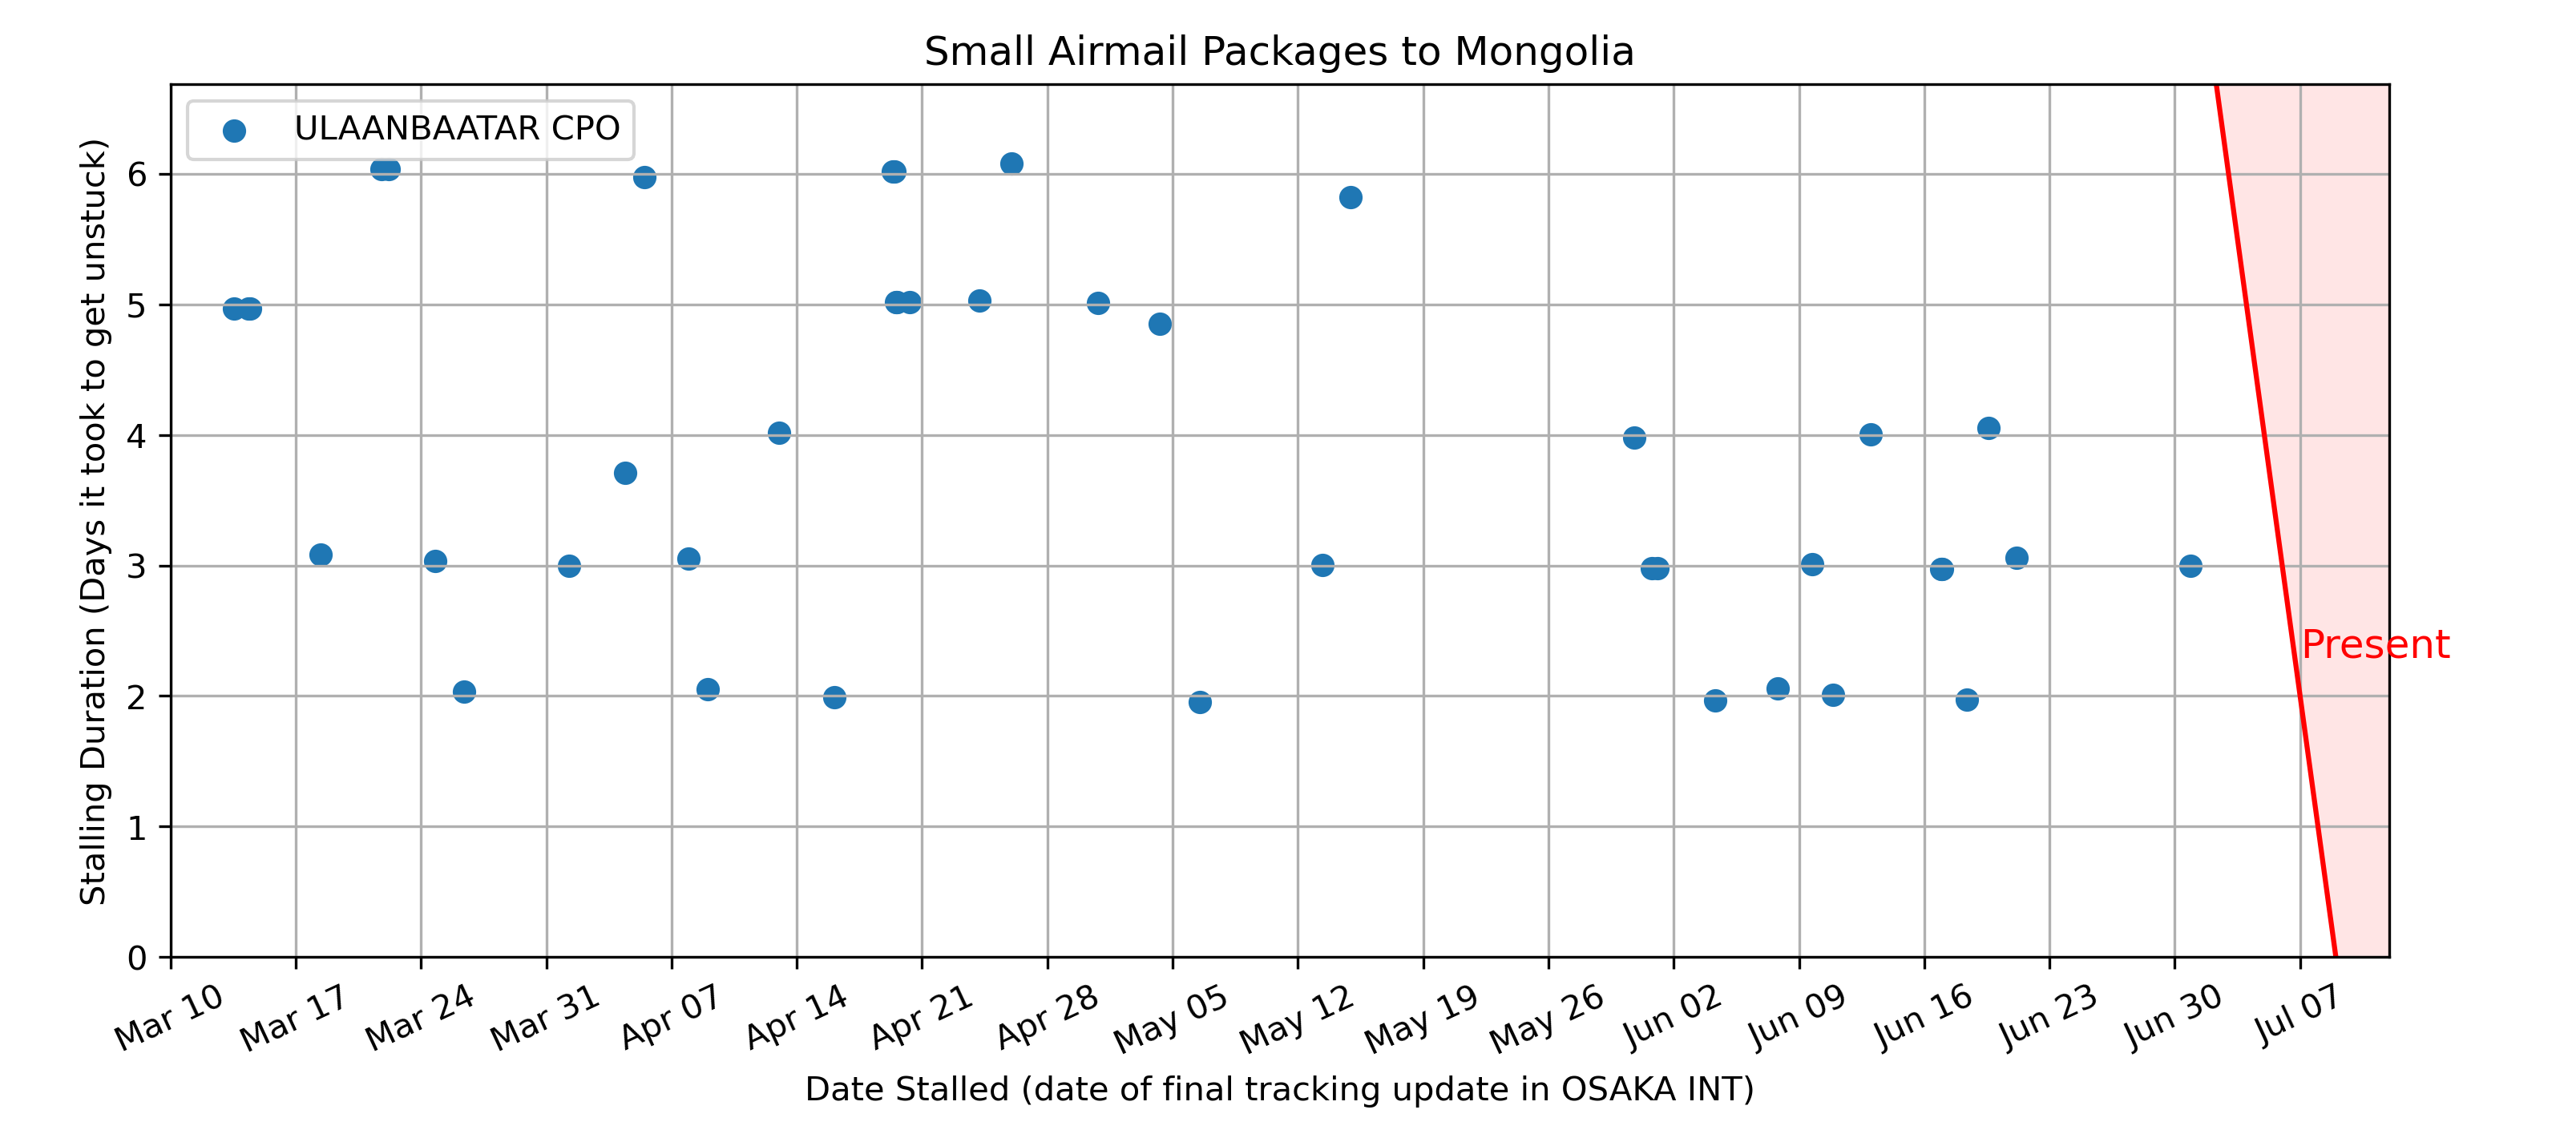 Small Airmail Packages to Mongolia
ULAANBAATAR CPO
Stalling Duration (Days it took to get unstuck)
6
5
4
3
2
1
0
Present
Mar 10
Mar 17
Mar 24
Mar 31
Apr 07
Apr 14
Apr 21
Apr 28
May 05
May 12
May 19
May 26
Jun 02
Jun 09
Jun 16
Jun 23
Jun 30
Jul 07
Date Stalled (date of final tracking update in OSAKA INT)